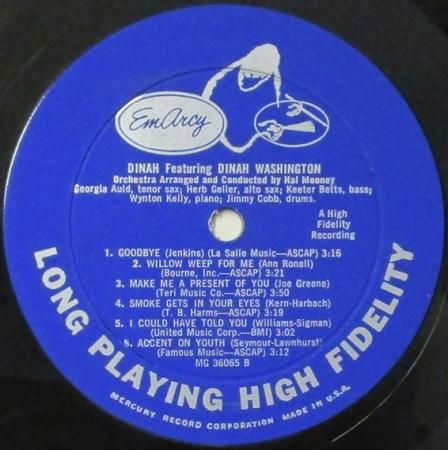 EmArcy
DINAH Featuring DINAH WASHINGTON
Orchestra Arranged and Conducted by Hal Mooney
Georgia Auld, tenor sax; Herb Geller, alto sax; Keeter Betts, bass;
Wynton Kelly, piano; Jimmy Cobb, drums.
A High
Fidelity
Recording
1. GOODBYE (Jenkins) (La Salle Music—ASCAP) 3:16
2. WILLOW WEEP FOR ME (Ann Ronell)
(Bourne, Inc.—ASCAP) 3:21
3. MAKE ME A PRESENT OF YOU (Joe Greene)
(Teri Music Co.—ASCAP) 3:50
4. SMOKE GETS IN YOUR EYES (Kern-Harbach)
(T. B. Harms—ASCAP) 3:19
5. I COULD HAVE TOLD YOU (Williams-Sigman)
(United Music Corp.—BMI) 3:02
6. ACCENT ON YOUTH (Seymour-Lawnhurst)
(Famous Music—ASCAP) 3:12
MG 36065 B
LONG PLAYING HIGH FIDELITY
MERCURY RECORD CORPORATION MADE IN U.S.A.